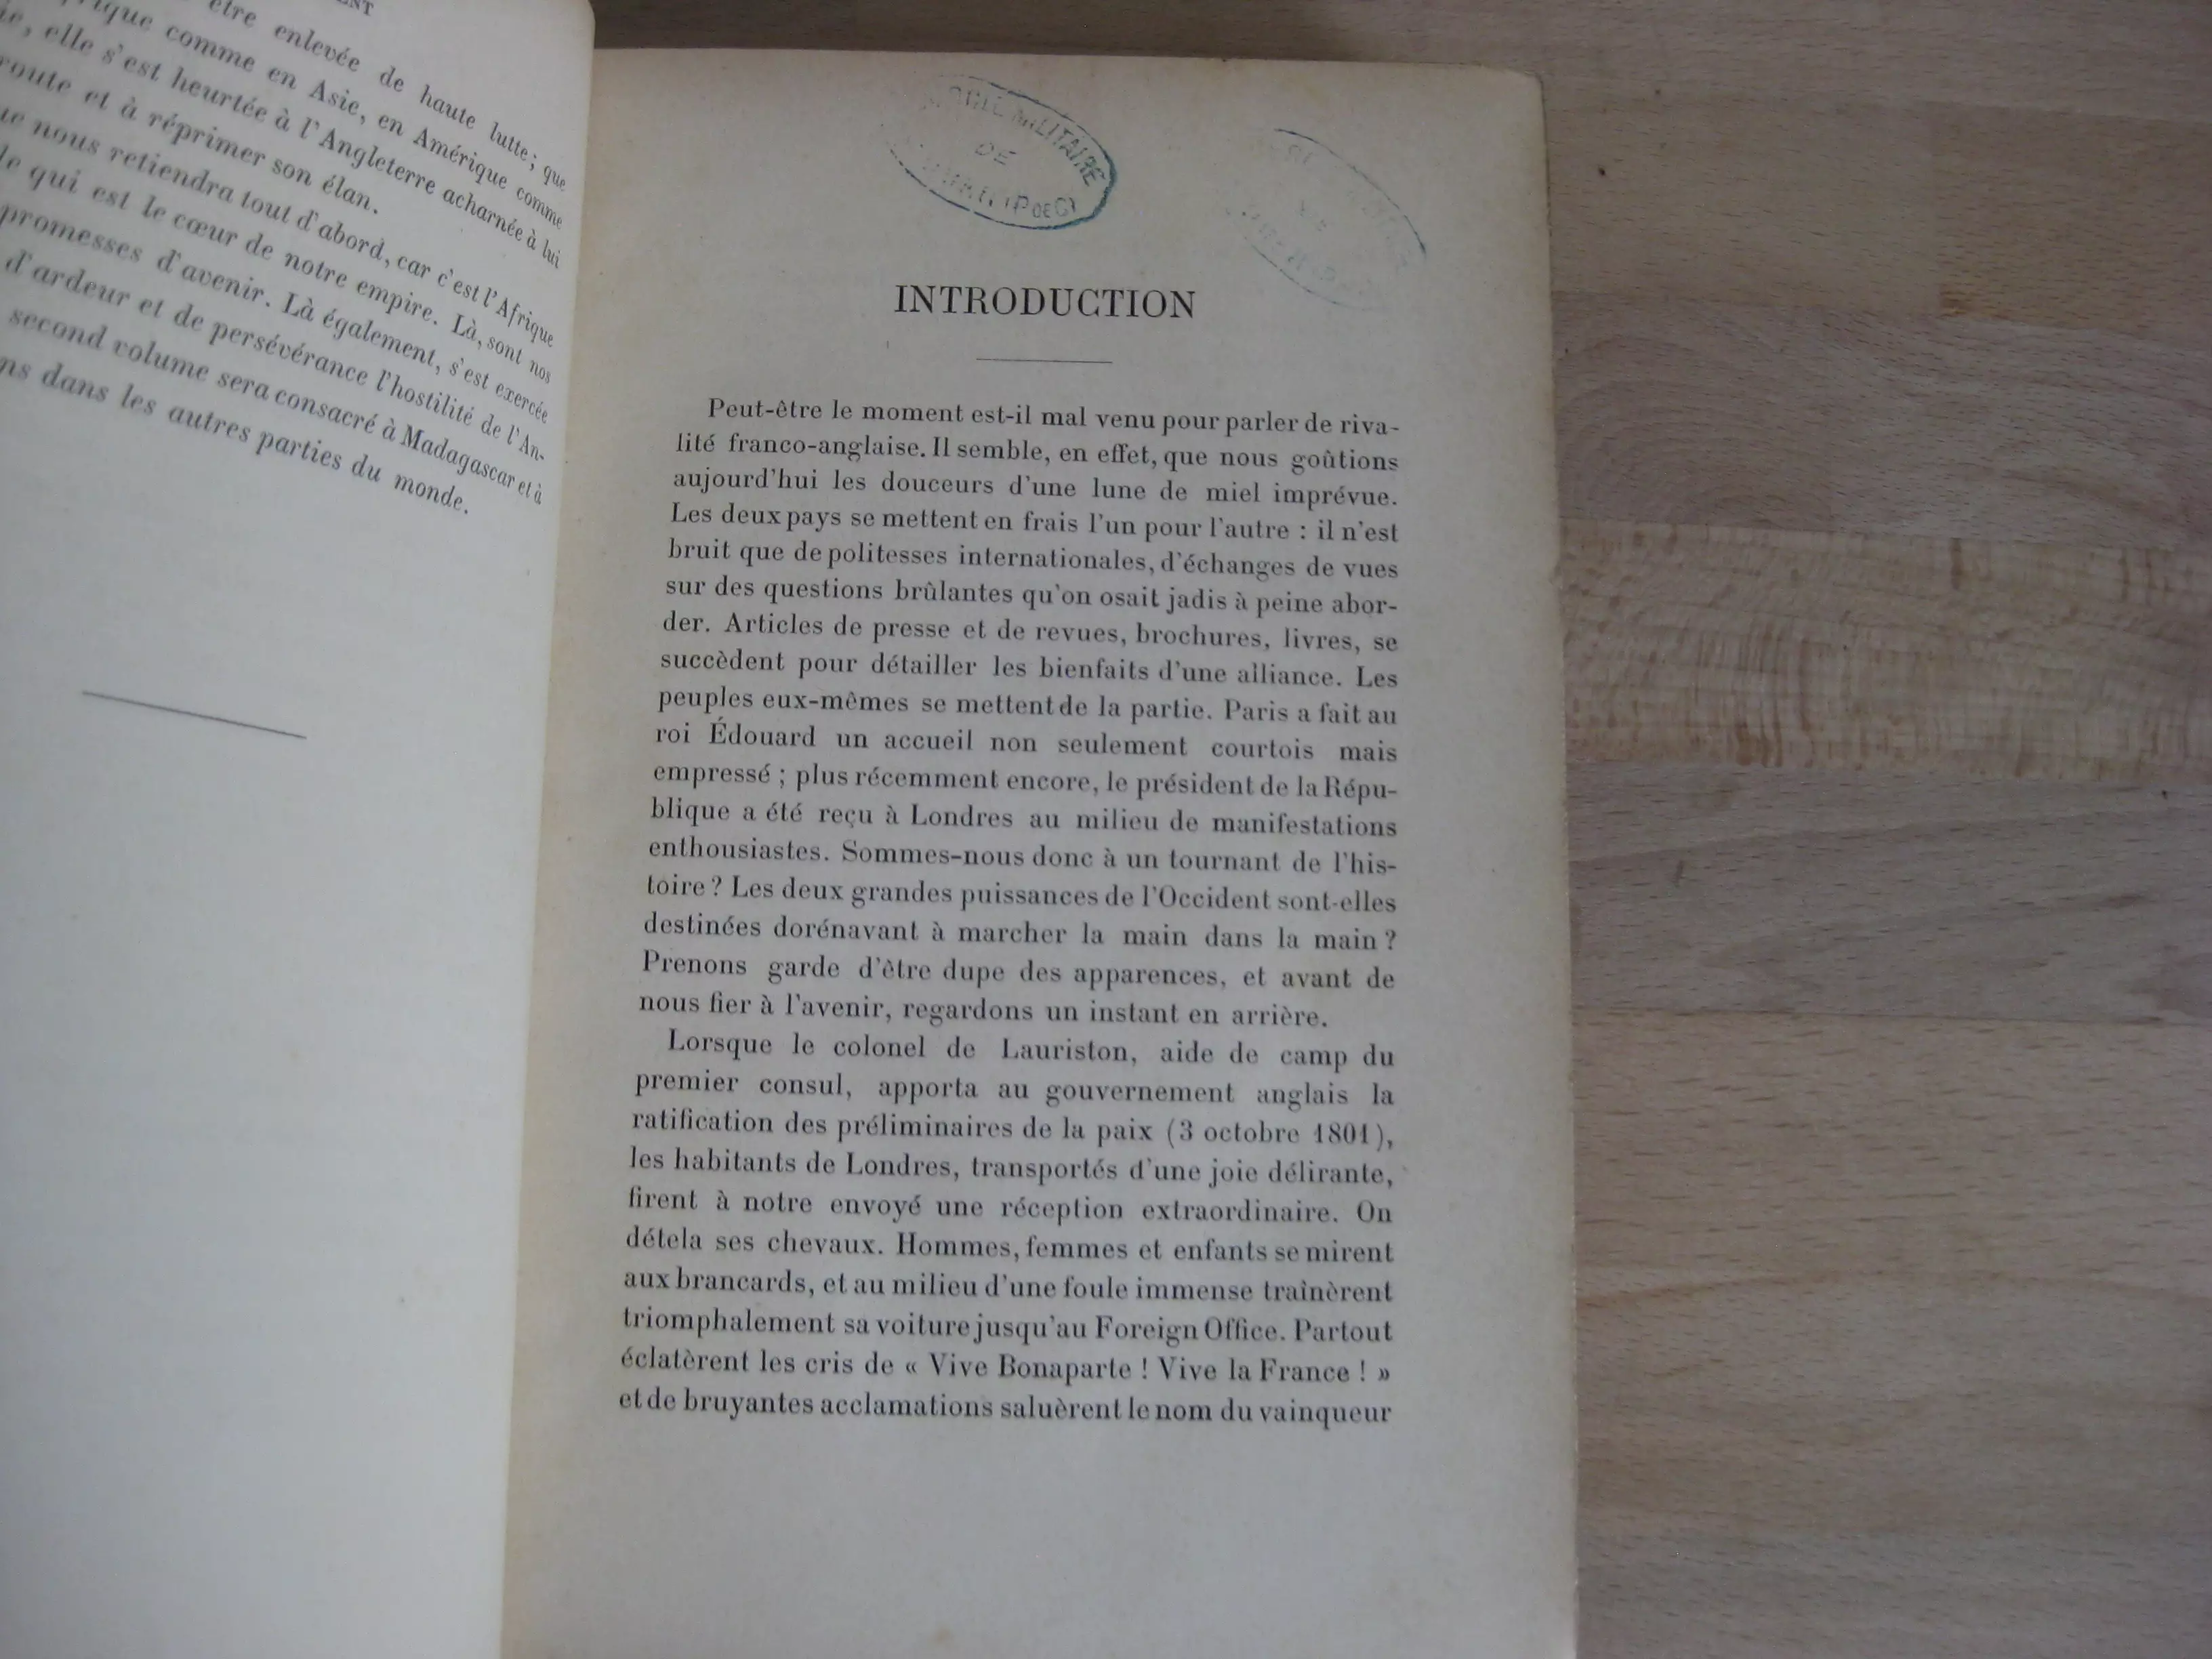 être enlevée de haute lutte; que
comme en Asie, en Amérique comme
elle s'est heurtée à l'Angleterre acharnée à lui
route et à réprimer son élan.
nous retiendra tout d'abord, car c'est l'Afrique
qui est le cœur de notre empire. Là, sont nos
promesses d'avenir. Là également, s'est exercée
d'ardeur et de persévérance l'hostilité de l'An-
second volume sera consacré à Madagascar et à
dans les autres parties du monde.
MILITAIRE
DE
(P DE C)
INTRODUCTION
Peut-être le moment est-il mal venu pour parler de riva-
lité franco-anglaise. Il semble, en effet, que nous goûtions
aujourd'hui les douceurs d'une lune de miel imprévue.
Les deux pays se mettent en frais l'un pour l'autre : il n'est
bruit que de politesses internationales, d'échanges de vues
sur des questions brûlantes qu'on osait jadis à peine abor-
der. Articles de presse et de revues, brochures, livres, se
succèdent pour détailler les bienfaits d'une alliance. Les
peuples eux-mêmes se mettent de la partie. Paris a fait au
roi Édouard un accueil non seulement courtois mais
empressé ; plus récemment encore, le président de la Répu-
blique a été reçu à Londres au milieu de manifestations
enthousiastes. Sommes-nous donc à un tournant de l'his-
toire ? Les deux grandes puissances de l'Occident sont-elles
destinées dorénavant à marcher la main dans la main ?
Prenons garde d'être dupe des apparences, et avant de
nous fier à l'avenir, regardons un instant en arrière.
Lorsque le colonel de Lauriston, aide de camp du
premier consul, apporta au gouvernement anglais la
ratification des préliminaires de la paix (3 octobre 1801),
les habitants de Londres, transportés d'une joie délirante,
firent à notre envoyé une réception extraordinaire. On
détela ses chevaux. Hommes, femmes et enfants se mirent
aux brancards, et au milieu d'une foule immense traînèrent
triomphalement sa voiture jusqu'au Foreign Office. Partout
éclatèrent les cris de « Vive Bonaparte ! Vive la France ! »
et de bruyantes acclamations saluèrent le nom du vainqueur